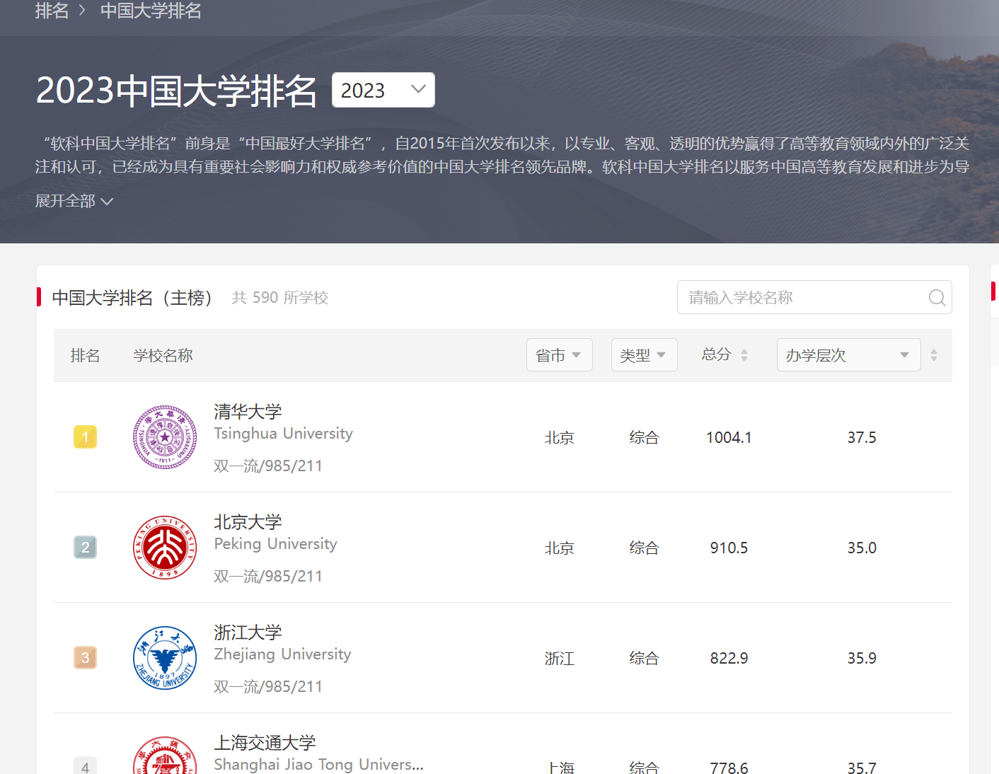 排名 > 中国大学排名
2023中国大学排名 2023
“软科中国大学排名”前身是“中国最好大学排名”，自2015年首次发布以来，以专业、客观、透明的优势赢得了高等教育领域内外的广泛关
注和认可，已经成为具有重要社会影响力和权威参考价值的中国大学排名领先品牌。软科中国大学排名以服务中国高等教育发展和进步为导
展开全部
中国大学排名（主榜） 共 590 所学校 请输入学校名称
排名 学校名称 省市 类型 总分 办学层次
清华大学
Tsinghua University
1 北京 综合 1004.1 37.5
双一流/985/211
TSINGHUA UNIVERSITY
–1911–
北京大学
Peking University
2 北京 综合 910.5 35.0
双一流/985/211
PEKING UNIVERSITY
1898
浙江大学
Zhejiang University
3 浙江 综合 822.9 35.9
双一流/985/211
浙江大学
1897
ZHEJIANG UNIVERSITY
上海交通大学
Shanghai Jiao Tong Univers...
4 上海 综合 778.6 35.7